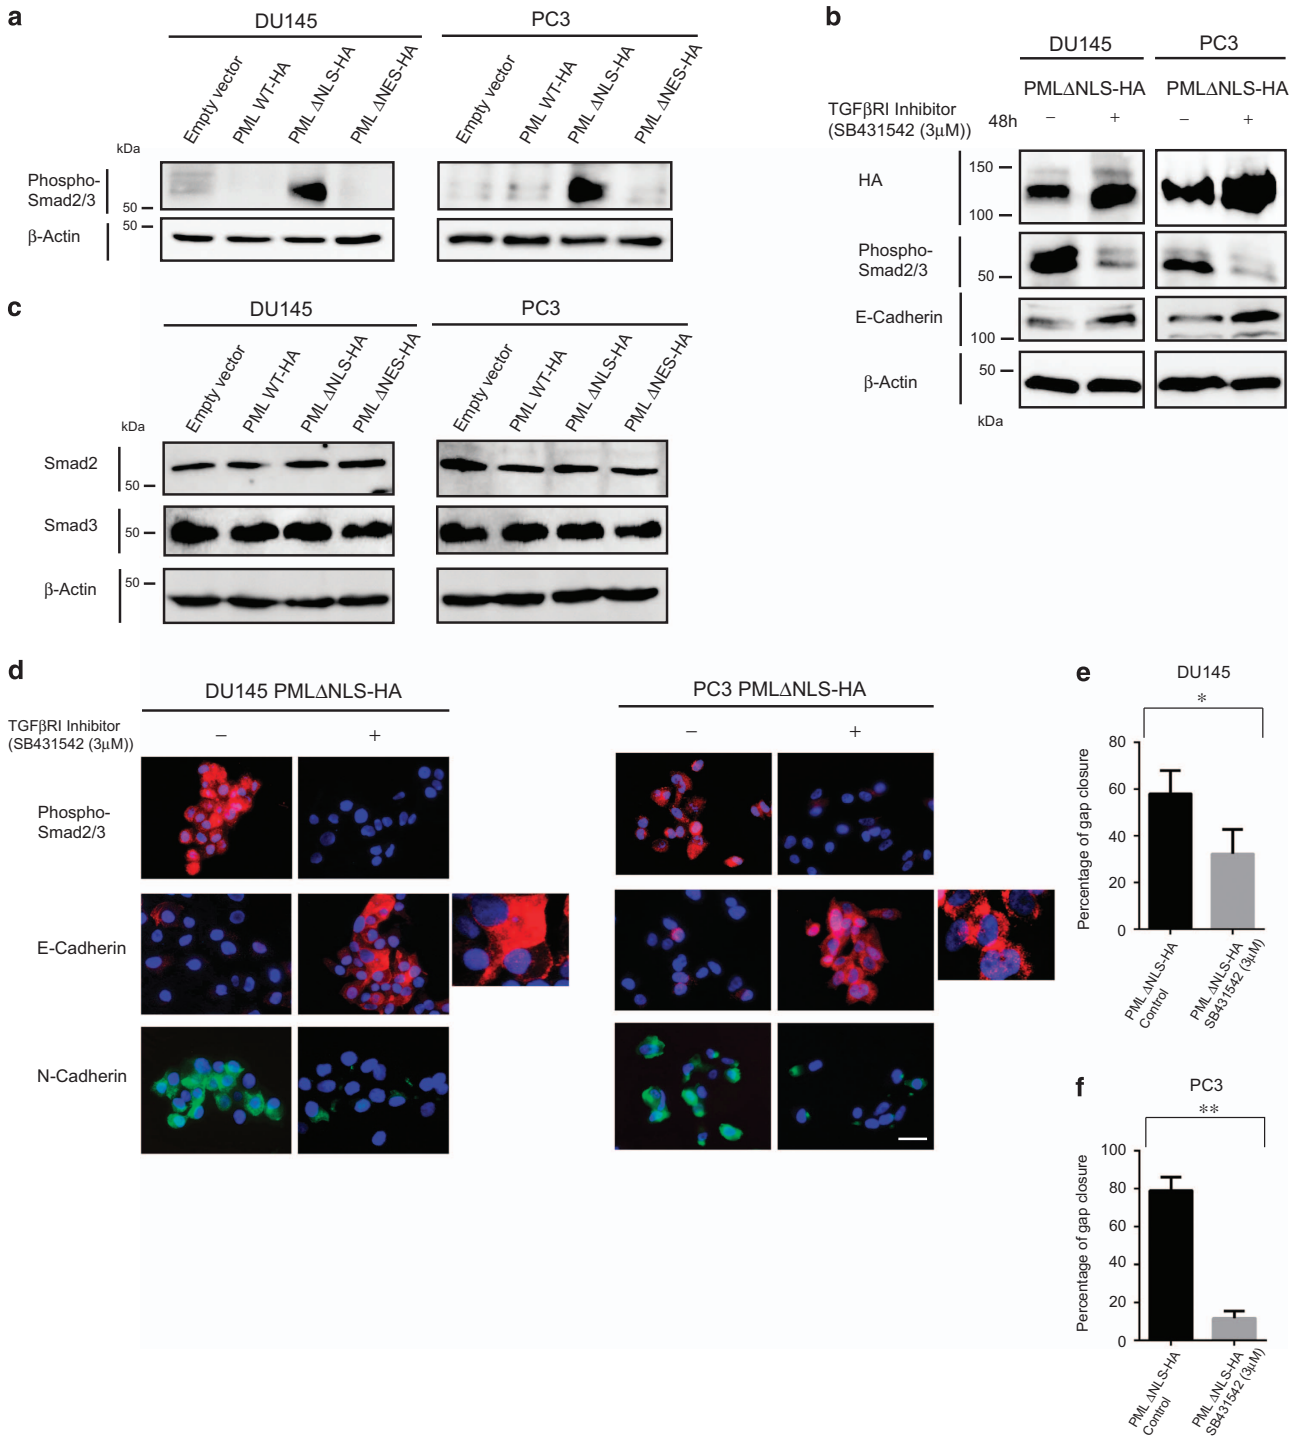 a
DU145
PC3
Empty vector
PML WT-HA
PML ΔNLS-HA
PML ΔNES-HA
Empty vector
PML WT-HA
PML ΔNLS-HA
PML ΔNES-HA
kDa
Phospho-
Smad2/3
50
β-Actin
50
b
DU145
PC3
PMLΔNLS-HA
PMLΔNLS-HA
TGFβRI Inhibitor
(SB431542 (3μM))
48h
− + − +
HA
150
100
Phospho-
Smad2/3
50
E-Cadherin
100
β-Actin
50
kDa
c
DU145
PC3
Empty vector
PML WT-HA
PML ΔNLS-HA
PML ΔNES-HA
Empty vector
PML WT-HA
PML ΔNLS-HA
PML ΔNES-HA
kDa
Smad2
50
Smad3
50
β-Actin
50
d
DU145 PMLΔNLS-HA
PC3 PMLΔNLS-HA
TGFβRI Inhibitor
(SB431542 (3μM))
− + − +
Phospho-
Smad2/3
E-Cadherin
N-Cadherin
e
DU145
*
Percentage of gap closure
80
60
40
20
0
PML ΔNLS-HA
Control
PML ΔNLS-HA
SB431542 (3μM)
f
PC3
**
Percentage of gap closure
100
80
60
40
20
0
PML ΔNLS-HA
Control
PML ΔNLS-HA
SB431542 (3μM)